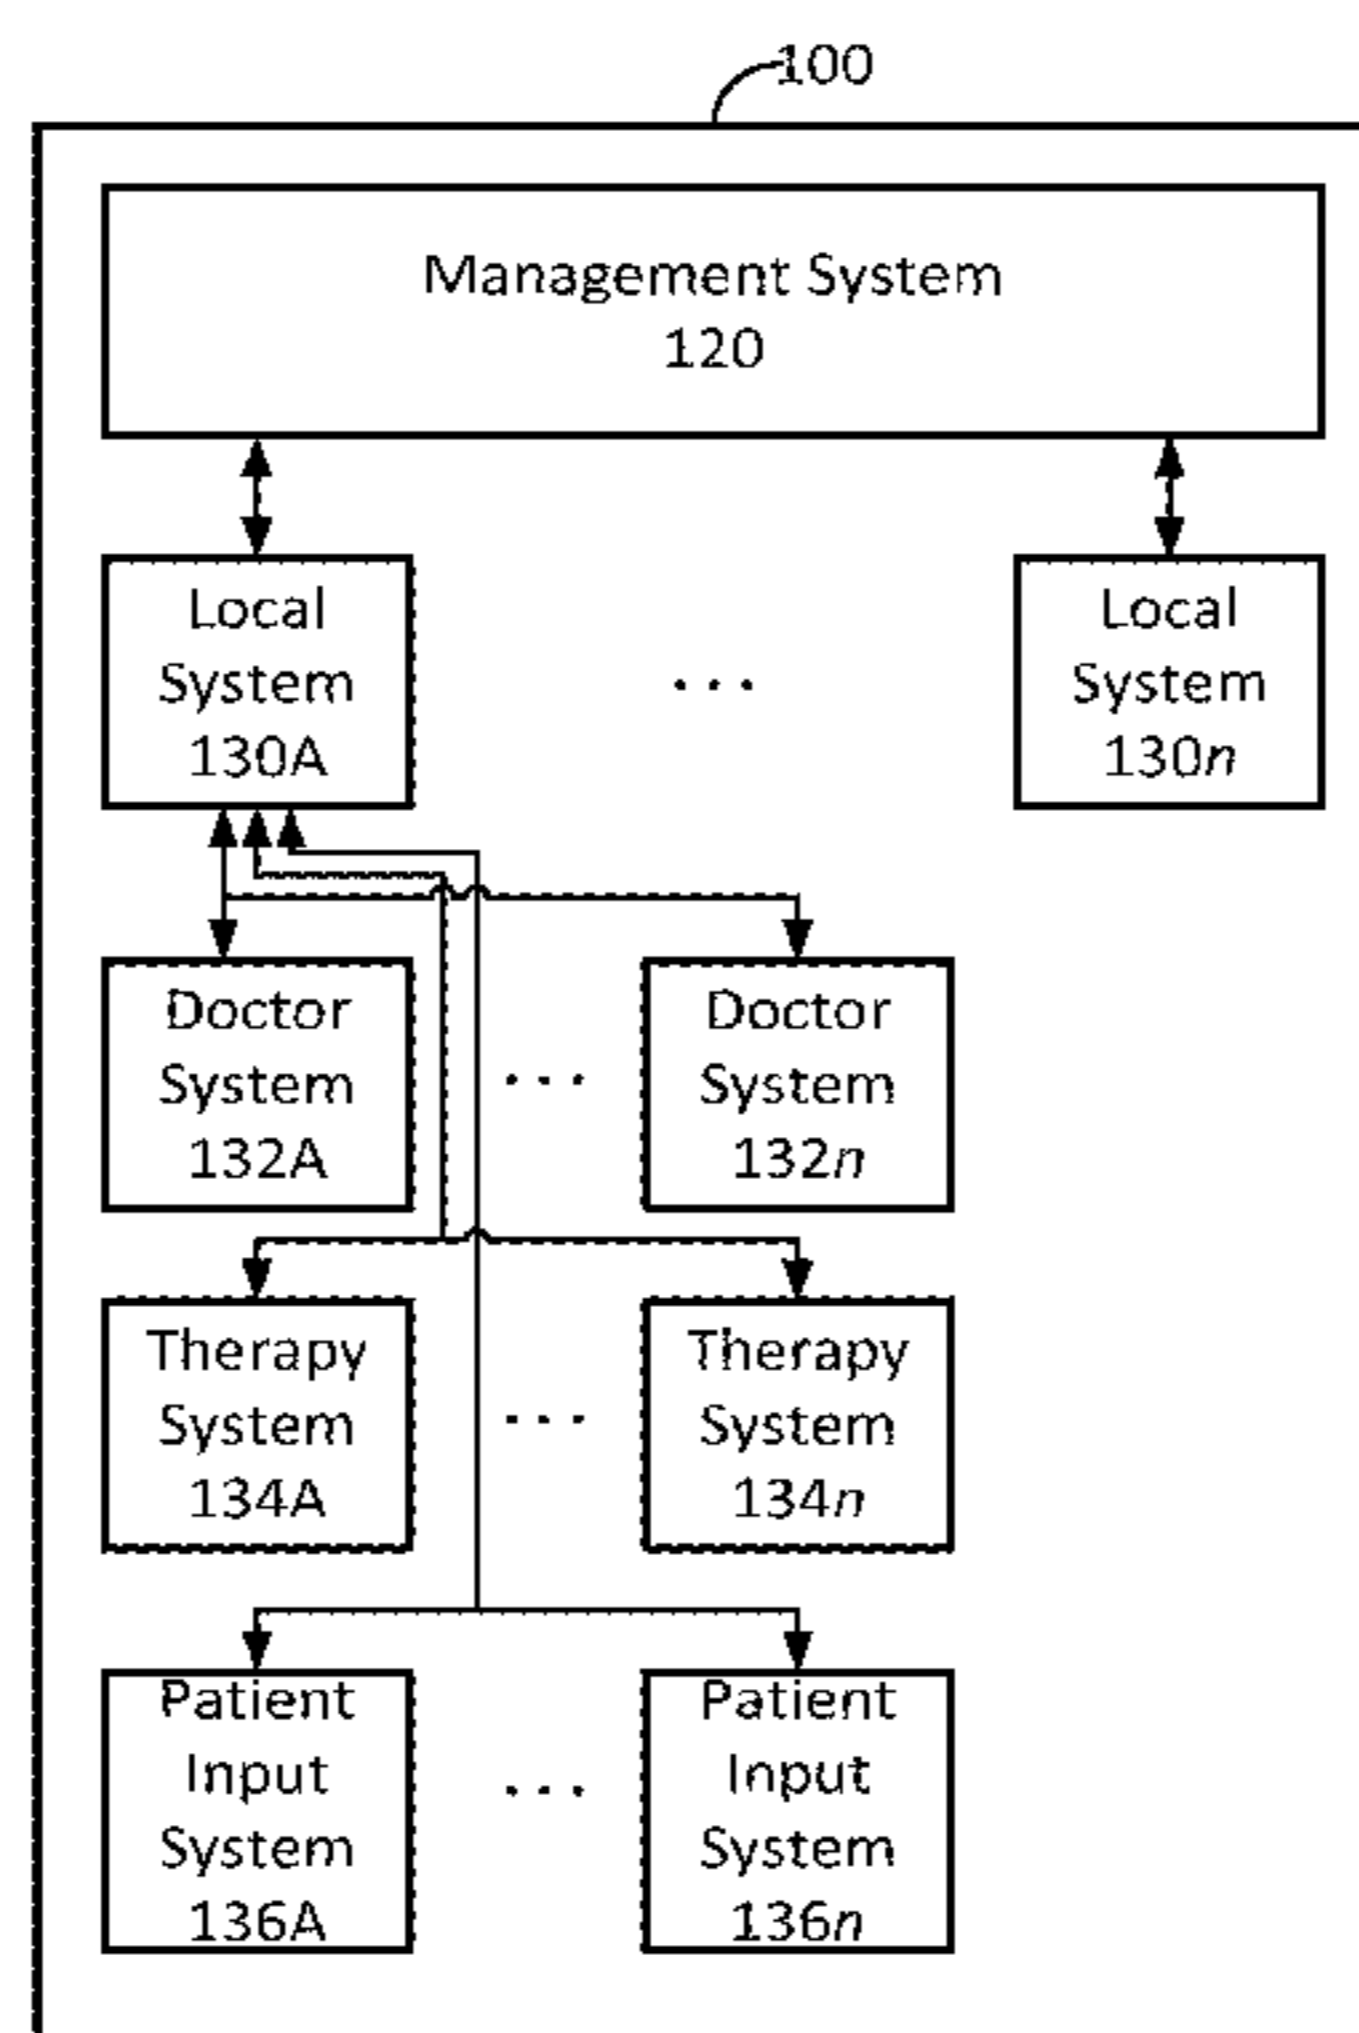 100
Management System
120
Local
System
130A
...
Local
System
130n
Doctor
System
132A
...
Doctor
System
132n
Therapy
System
134A
...
Therapy
System
134n
Patient
Input
System
136A
...
Patient
Input
System
136n